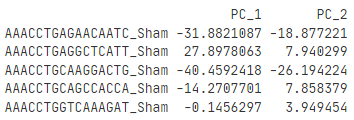 PC_1 PC_2
AAACCTGAGAACAATC_Sham -31.8821087 -18.877221
AAACCTGAGGCTCATT_Sham 27.8978063 7.940299
AAACCTGCAAGGACTG_Sham -40.4592418 -26.194224
AAACCTGCAGCCACCA_Sham -14.2707701 7.858379
AAACCTGGTCAAAGAT_Sham -0.1456297 3.949454